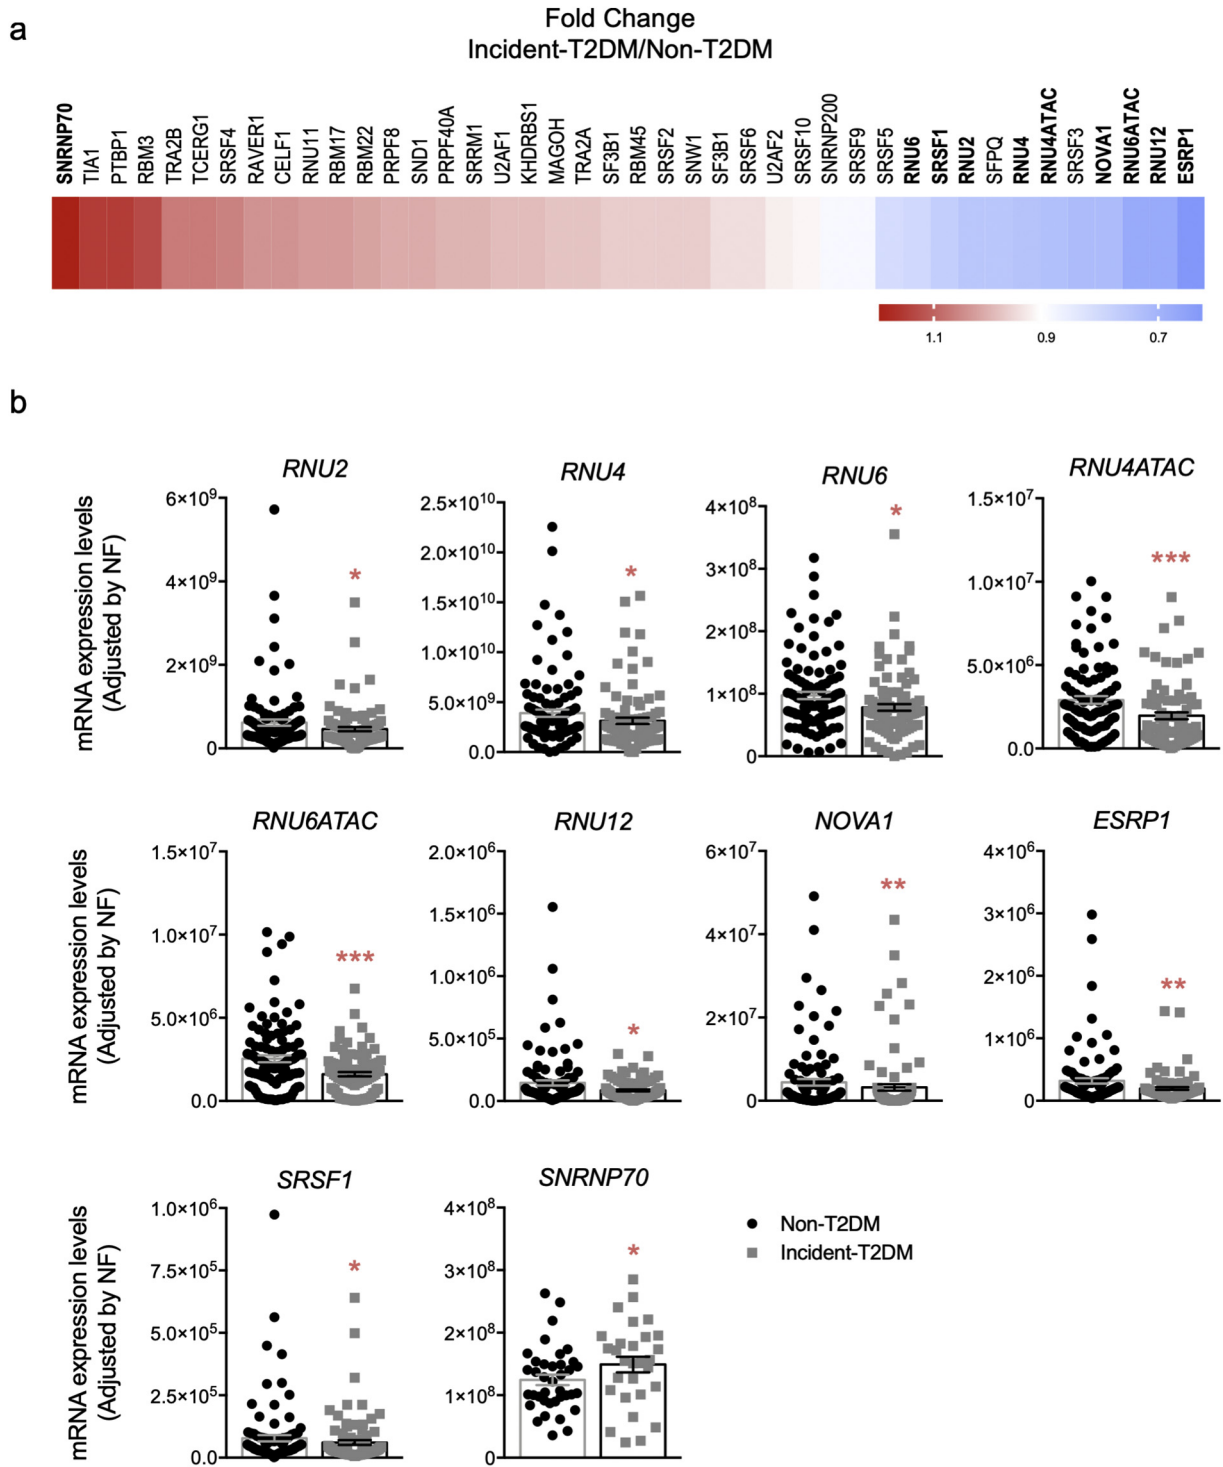 a
Fold Change
Incident-T2DM/Non-T2DM
SNRNP70
TIA1
PTBP1
RBM3
TRA2B
TCERG1
SRSF4
RAVER1
CELF1
RNU11
RBM17
RBM22
PRPF8
SND1
PRPF40A
SRRM1
U2AF1
KHDRBS1
MAGOH
TRA2A
SF3B1
RBM45
SRSF2
SNW1
SF3B1
SRSF6
U2AF2
SRSF10
SNRNP200
SRSF9
SRSF5
RNU6
SRSF1
RNU2
SFPQ
RNU4
RNU4ATAC
SRSF3
NOVA1
RNU6ATAC
RNU12
ESRP1
1.1 0.9 0.7
b
mRNA expression levels
(Adjusted by NF)
RNU2
6×10⁹
4×10⁹
2×10⁹
0
*
RNU4
2.5×10¹⁰
2.0×10¹⁰
1.5×10¹⁰
1.0×10¹⁰
5.0×10⁹
0.0
*
RNU6
4×10⁸
3×10⁸
2×10⁸
1×10⁸
0
*
RNU4ATAC
1.5×10⁷
1.0×10⁷
5.0×10⁶
0.0
***
mRNA expression levels
(Adjusted by NF)
RNU6ATAC
1.5×10⁷
1.0×10⁷
5.0×10⁶
0.0
***
RNU12
2.0×10⁶
1.5×10⁶
1.0×10⁶
5.0×10⁵
0.0
*
NOVA1
6×10⁷
4×10⁷
2×10⁷
0
**
ESRP1
4×10⁶
3×10⁶
2×10⁶
1×10⁶
0
**
mRNA expression levels
(Adjusted by NF)
SRSF1
1.0×10⁶
7.5×10⁵
5.0×10⁵
2.5×10⁵
0.0
*
SNRNP70
4×10⁸
3×10⁸
2×10⁸
1×10⁸
0
*
Non-T2DM
Incident-T2DM